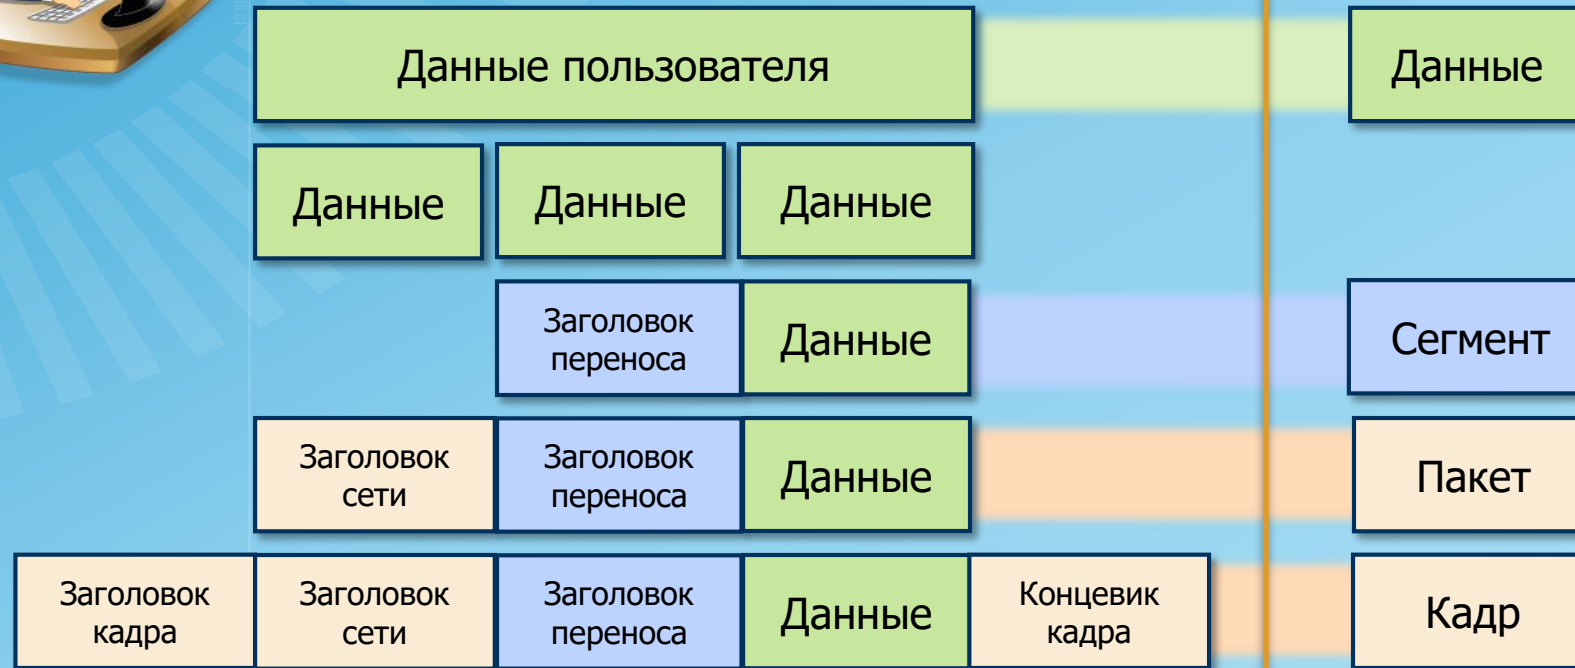 Данные пользователя
Данные
Данные
Данные
Данные
Заголовок
переноса
Данные
Сегмент
Заголовок
сети
Заголовок
переноса
Данные
Пакет
Заголовок
кадра
Заголовок
сети
Заголовок
переноса
Данные
Концевик
кадра
Кадр